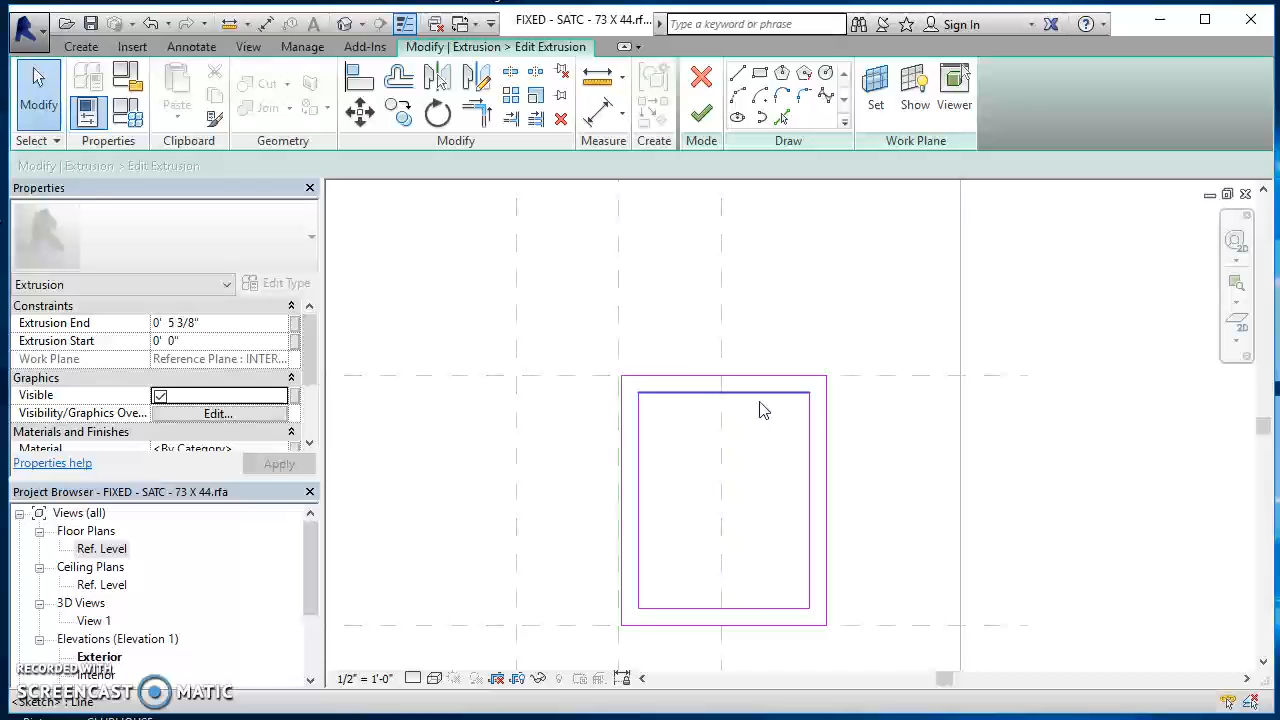 FIXED - SATC - 73 X 44.rf...
Type a keyword or phrase
Sign In
Create Insert Annotate View Manage Add-Ins Modify | Extrusion > Edit Extrusion
Modify
Paste
Cut
Join
Set Show Viewer
Select Properties Clipboard Geometry Modify Measure Create Mode Draw Work Plane
Modify | Extrusion > Edit Extrusion
Properties
Extrusion
Edit Type
Constraints
Extrusion End 0' 5 3/8"
Extrusion Start 0' 0"
Work Plane Reference Plane : INTER...
Graphics
Visible
Visibility/Graphics Ove... Edit...
Materials and Finishes
Material <By Category>
Properties help
Apply
Project Browser - FIXED - SATC - 73 X 44.rfa
Views (all)
Floor Plans
Ref. Level
Ceiling Plans
Ref. Level
3D Views
View 1
Elevations (Elevation 1)
Exterior
Interior
RECORDED WITH
SCREENCAST MATIC
1/2" = 1'-0"
<Sketch> : Line
2D
2D